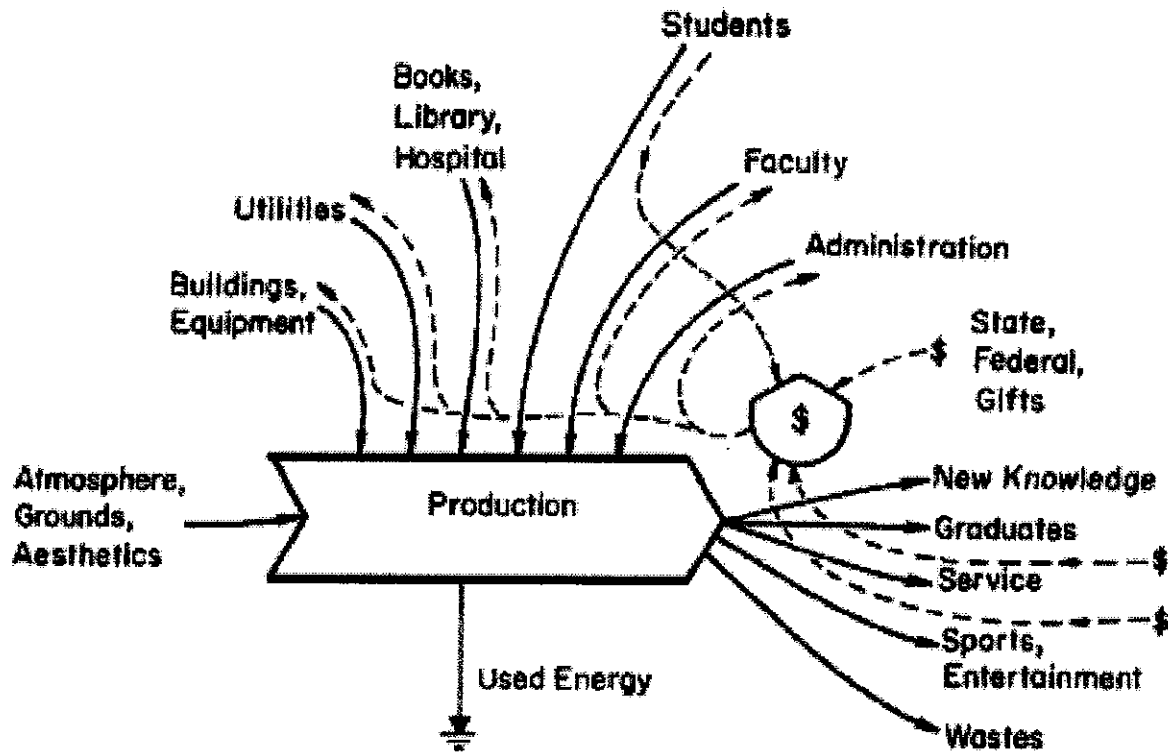 Students
Books,
Library,
Hospital
Faculty
Utilities
Administration
Buildings,
Equipment
$ State,
Federal,
Gifts
$
Atmosphere,
Grounds,
Aesthetics
Production
New Knowledge
Graduates
$
Service
$
Sports,
Entertainment
Used Energy
Wastes